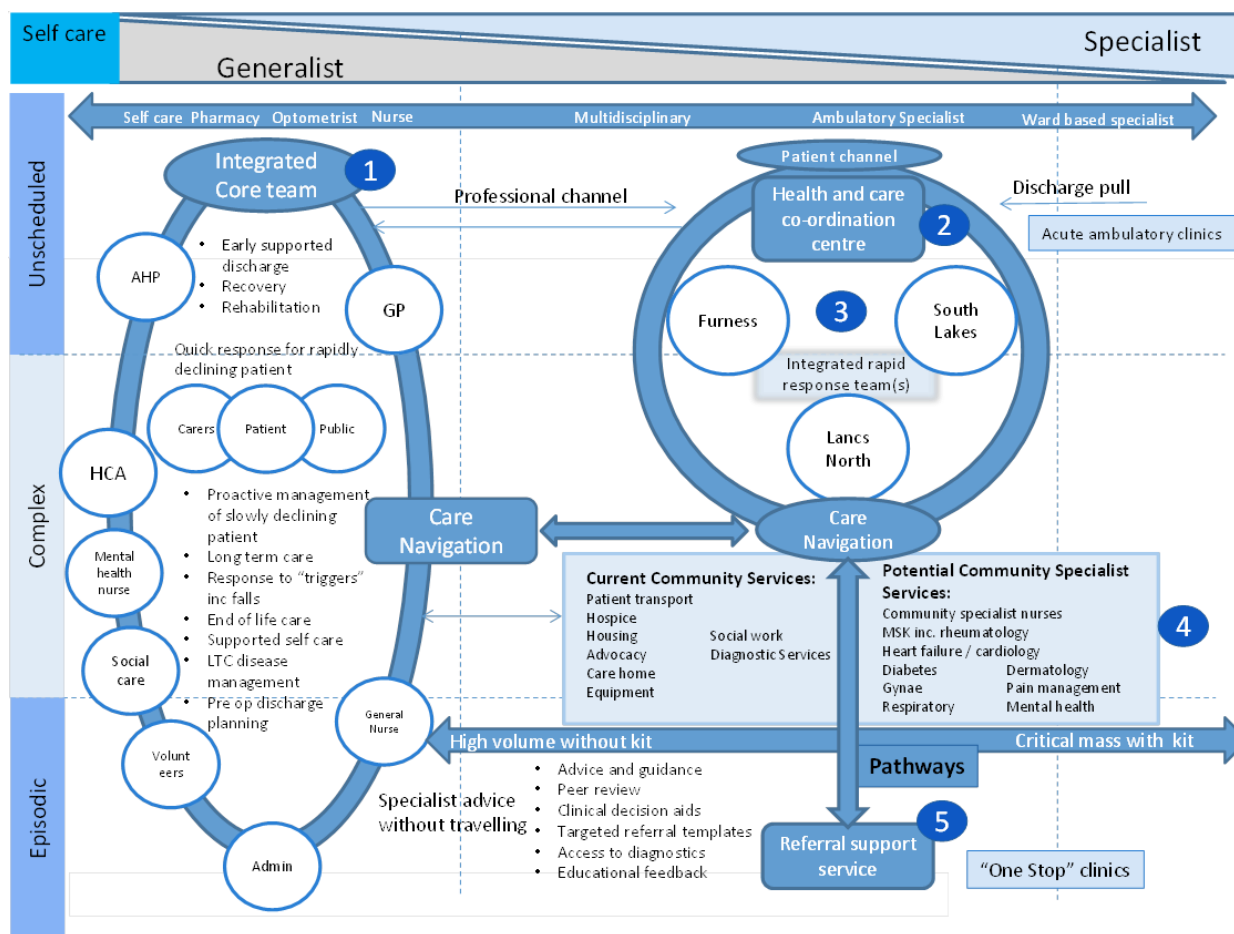 Self care
Specialist
Generalist
Self care Pharmacy Optometrist Nurse Multidisciplinary Ambulatory Specialist Ward based specialist
Unscheduled
Integrated
Core team
1
Patient channel
Professional channel
Health and care
co-ordination
centre
2
Discharge pull
Acute ambulatory clinics
AHP
• Early supported
discharge
• Recovery
• Rehabilitation
GP
Furness
3
South
Lakes
Quick response for rapidly
declining patient
Integrated rapid
response team(s)
Complex
Carers
Patient
Public
Lancs
North
HCA
• Proactive management
of slowly declining
patient
• Long term care
• Response to “triggers”
inc falls
• End of life care
• Supported self care
• LTC disease
management
• Pre op discharge
planning
Care
Navigation
Care
Navigation
Mental
health
nurse
Social
care
Current Community Services:
Patient transport
Hospice
Housing Social work
Advocacy Diagnostic Services
Care home
Equipment
Potential Community Specialist
Services:
Community specialist nurses
MSK inc. rheumatology
Heart failure / cardiology
Diabetes Dermatology
Gynae Pain management
Respiratory Mental health
4
Episodic
General
Nurse
Volunt
eers
Admin
High volume without kit
Critical mass with kit
Pathways
Specialist advice
without travelling
• Advice and guidance
• Peer review
• Clinical decision aids
• Targeted referral templates
• Access to diagnostics
• Educational feedback
5
Referral support
service
“One Stop” clinics